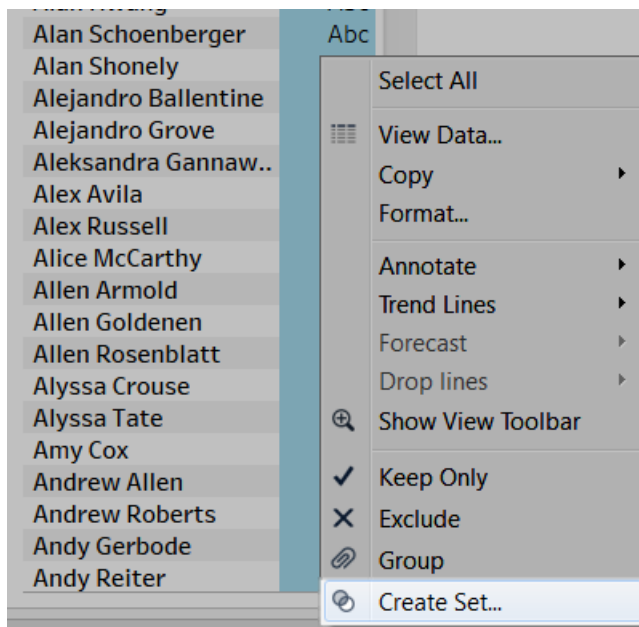 Alan Schoenberger Abc
Alan Shonely
Alejandro Ballentine
Alejandro Grove
Aleksandra Gannaw..
Alex Avila
Alex Russell
Alice McCarthy
Allen Armold
Allen Goldenen
Allen Rosenblatt
Alyssa Crouse
Alyssa Tate
Amy Cox
Andrew Allen
Andrew Roberts
Andy Gerbode
Andy Reiter
Select All
View Data...
Copy
Format...
Annotate
Trend Lines
Forecast
Drop lines
Show View Toolbar
Keep Only
Exclude
Group
Create Set...